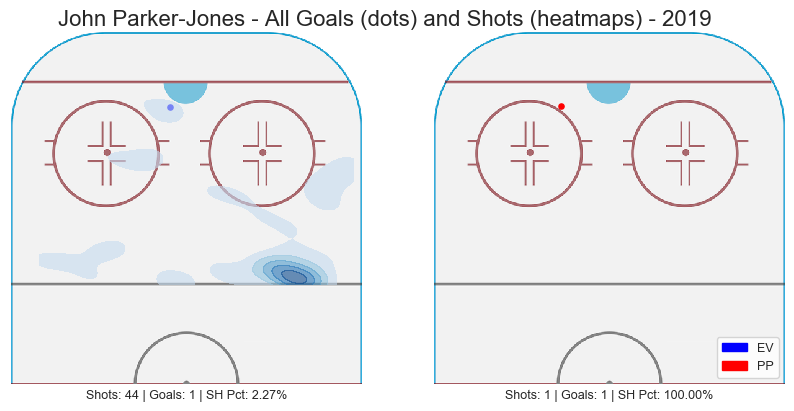 John Parker-Jones - All Goals (dots) and Shots (heatmaps) - 2019
EV
PP
Shots: 44 | Goals: 1 | SH Pct: 2.27%
Shots: 1 | Goals: 1 | SH Pct: 100.00%